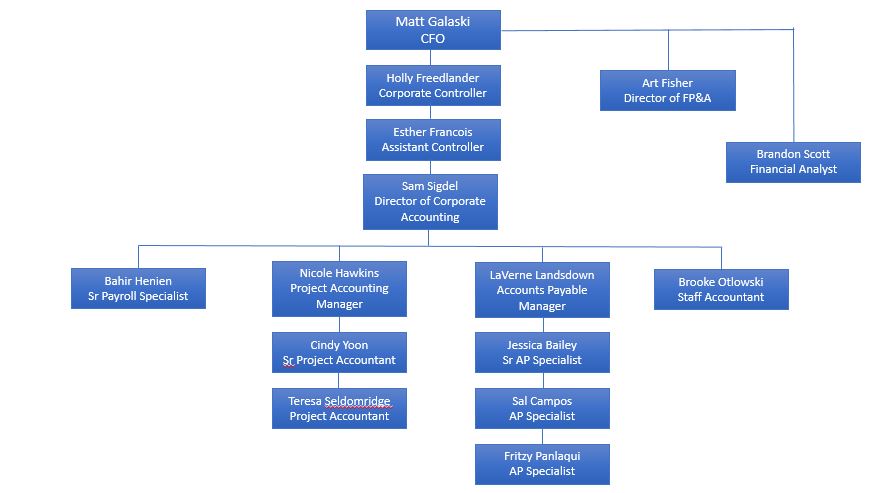 Matt Galaski
CFO
Holly Freedlander
Corporate Controller
Art Fisher
Director of FP&A
Esther Francois
Assistant Controller
Brandon Scott
Financial Analyst
Sam Sigdel
Director of Corporate
Accounting
Bahir Henien
Sr Payroll Specialist
Nicole Hawkins
Project Accounting
Manager
LaVerne Landsdown
Accounts Payable
Manager
Brooke Otlowski
Staff Accountant
Cindy Yoon
Sr Project Accountant
Jessica Bailey
Sr AP Specialist
Teresa Seldomridge
Project Accountant
Sal Campos
AP Specialist
Fritzy Panlaqui
AP Specialist